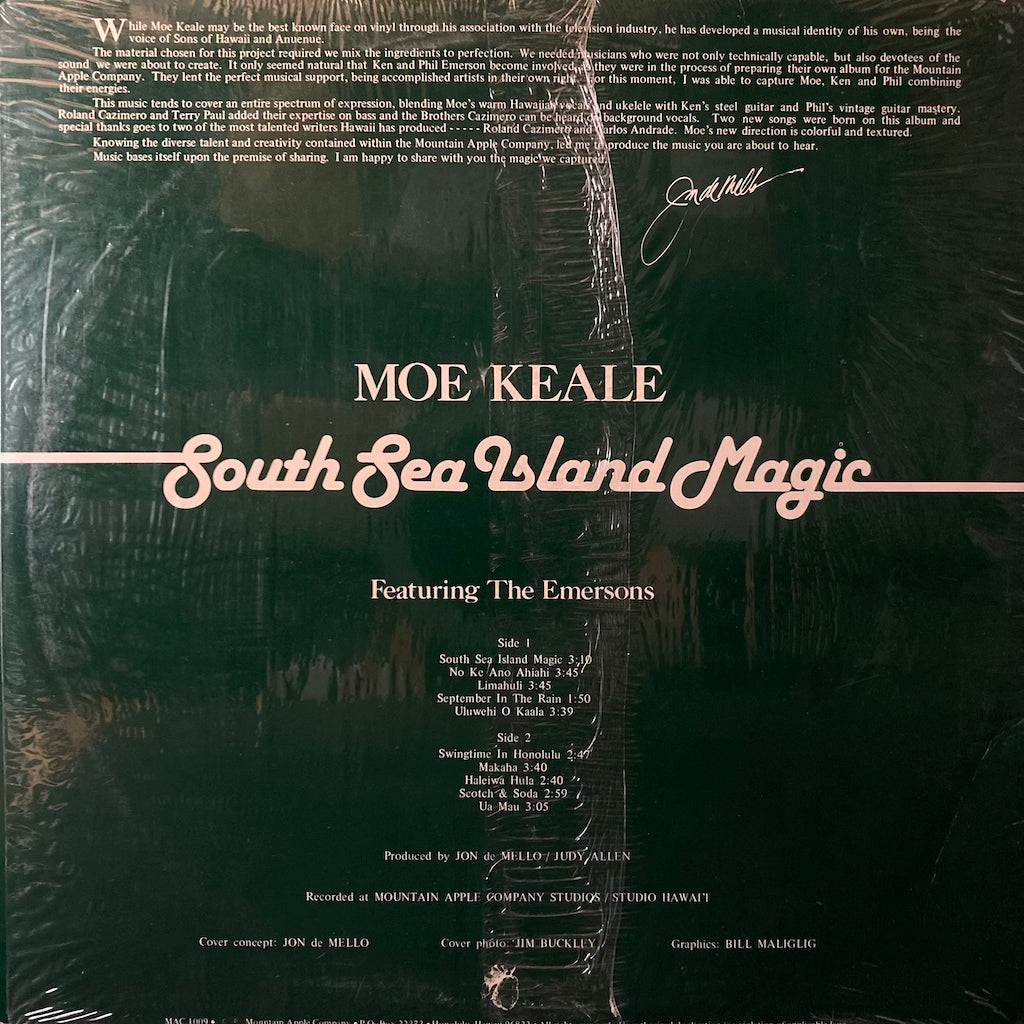 While Moe Keale may be the best known face on vinyl through his association with the television industry, he has developed a musical identity of his own, being the
voice of Sons of Hawaii and Anuenue.
The material chosen for this project required we mix the ingredients to perfection. We needed musicians who were not only technically capable, but also devotees of the
sound we were about to create. It only seemed natural that Ken and Phil Emerson become involved, as they were in the process of preparing their own album for the Mountain
Apple Company. They lent the perfect musical support, being accomplished artists in their own right. For this moment, I was able to capture Moe, Ken and Phil combining
their energies.
This music tends to cover an entire spectrum of expression, blending Moe's warm Hawaiian vocals and ukelele with Ken's steel guitar and Phil's vintage guitar mastery.
Roland Cazimero and Terry Paul added their expertise on bass and the Brothers Cazimero can be heard on background vocals. Two new songs were born on this album and
special thanks goes to two of the most talented writers Hawaii has produced ----- Roland Cazimero and Carlos Andrade. Moe's new direction is colorful and textured.
Knowing the diverse talent and creativity contained within the Mountain Apple Company, led me to produce the music you are about to hear.
Music bases itself upon the premise of sharing. I am happy to share with you the magic we captured.
Jon de Mello
MOE KEALE
South Sea Island Magic
Featuring The Emersons
Side 1
South Sea Island Magic 3:10
No Ke Ano Ahiahi 3:45
Limahuli 3:45
September In The Rain 1:50
Uluwehi O Kaala 3:39
Side 2
Swingtime In Honolulu 2:47
Makaha 3:40
Haleiwa Hula 2:40
Scotch & Soda 2:59
Ua Mau 3:05
Produced by JON de MELLO / JUDY ALLEN
Recorded at MOUNTAIN APPLE COMPANY STUDIOS / STUDIO HAWAI'I
Cover concept: JON de MELLO Cover photo: JIM BUCKLEY Graphics: BILL MALIGLIG
MAC 1009 • Mountain Apple Company • P.O. Box 22373 • Honolulu, Hawaii 96822 •